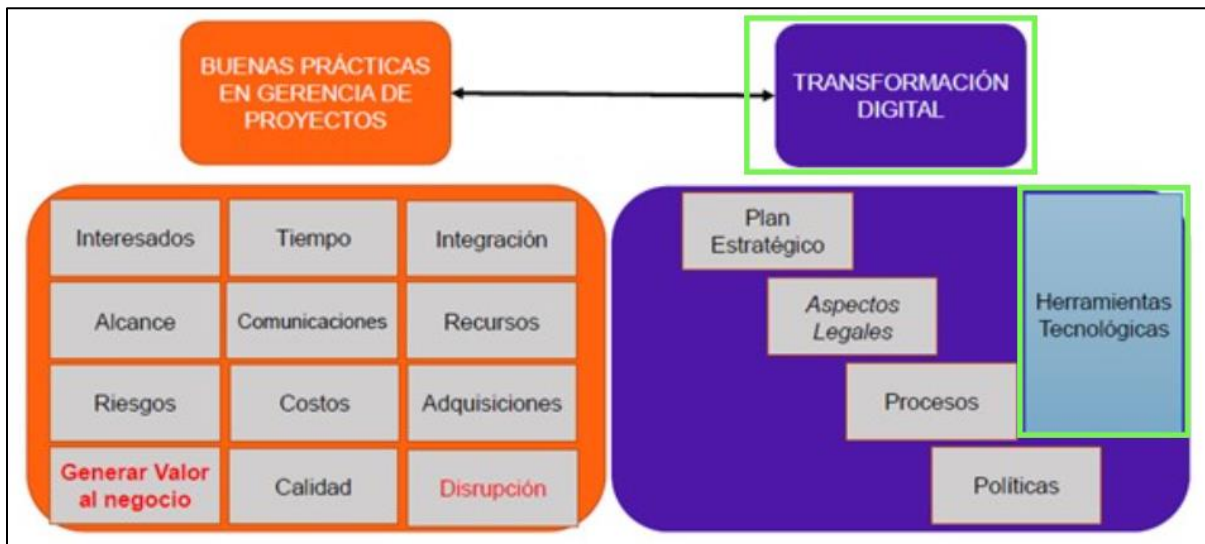 BUENAS PRÁCTICAS
EN GERENCIA DE
PROYECTOS
TRANSFORMACIÓN
DIGITAL
Interesados
Tiempo
Integración
Alcance
Comunicaciones
Recursos
Riesgos
Costos
Adquisiciones
Generar Valor
al negocio
Calidad
Disrupción
Plan
Estratégico
Aspectos
Legales
Procesos
Políticas
Herramientas
Tecnológicas